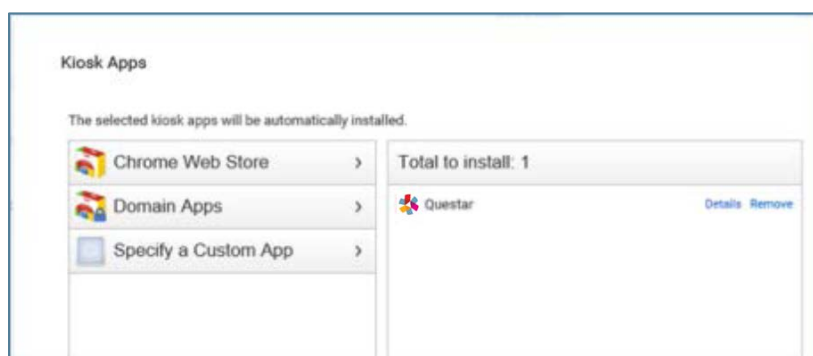 Kiosk Apps
The selected kiosk apps will be automatically installed.
Chrome Web Store
Total to install: 1
Domain Apps
Questar Details Remove
Specify a Custom App